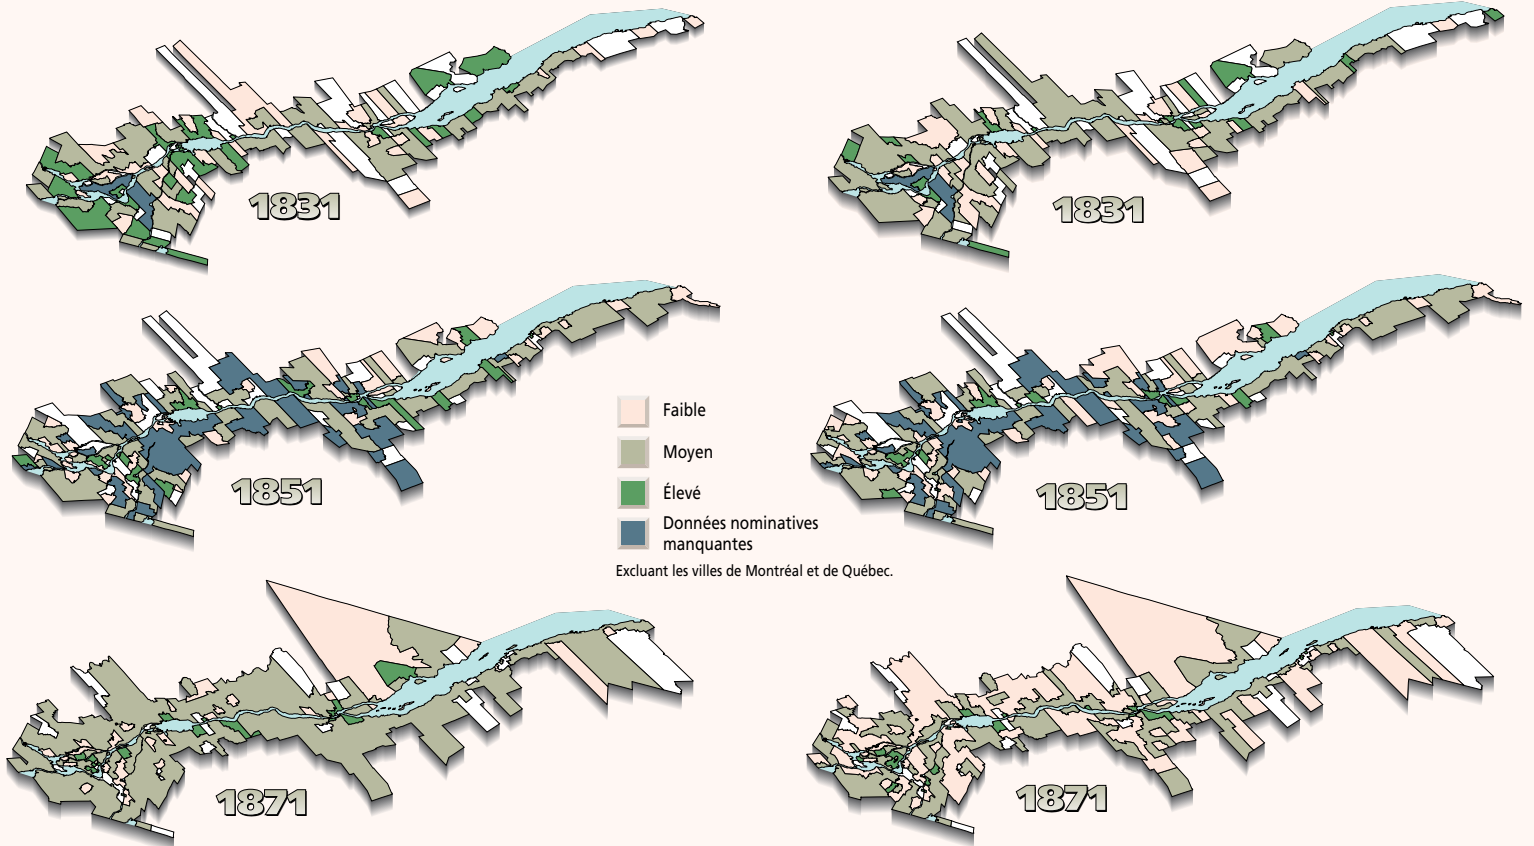 1831
1831
1851
1851
Faible
Moyen
Élevé
Données nominatives
manquantes
Excluant les villes de Montréal et de Québec.
1871
1871